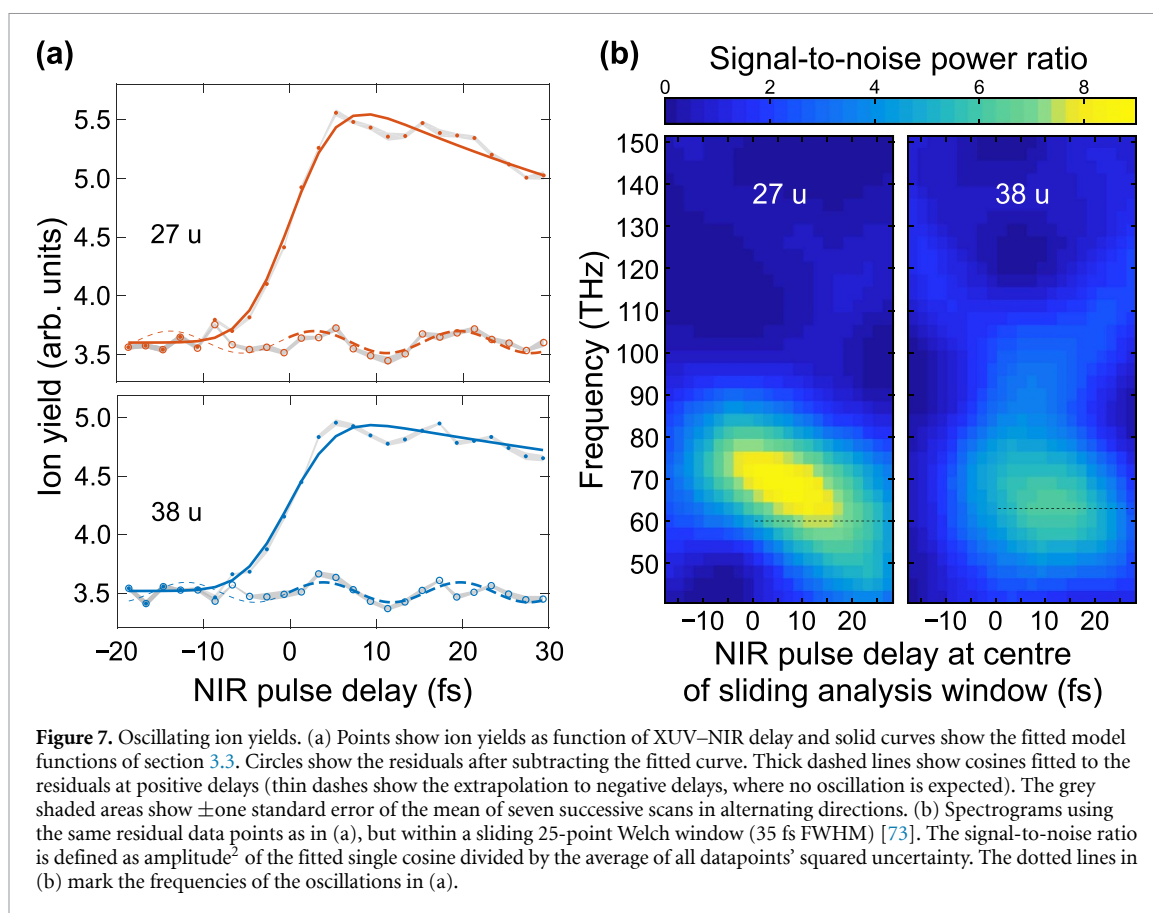 (a)
(b)
Signal-to-noise power ratio
0 2 4 6 8
5.5
5.0
4.5
4.0
3.5
27 u
5.0
4.5
4.0
3.5
38 u
Ion yield (arb. units)
−20 −10 0 10 20 30
NIR pulse delay (fs)
150
140
130
120
110
100
90
80
70
60
50
Frequency (THz)
27 u
38 u
−10 0 10 20
−10 0 10 20
NIR pulse delay at centre
of sliding analysis window (fs)
Figure 7. Oscillating ion yields. (a) Points show ion yields as function of XUV–NIR delay and solid curves show the fitted model
functions of section 3.3. Circles show the residuals after subtracting the fitted curve. Thick dashed lines show cosines fitted to the
residuals at positive delays (thin dashes show the extrapolation to negative delays, where no oscillation is expected). The grey
shaded areas show ±one standard error of the mean of seven successive scans in alternating directions. (b) Spectrograms using
the same residual data points as in (a), but within a sliding 25-point Welch window (35 fs FWHM) [73]. The signal-to-noise ratio
is defined as amplitude² of the fitted single cosine divided by the average of all datapoints' squared uncertainty. The dotted lines in
(b) mark the frequencies of the oscillations in (a).